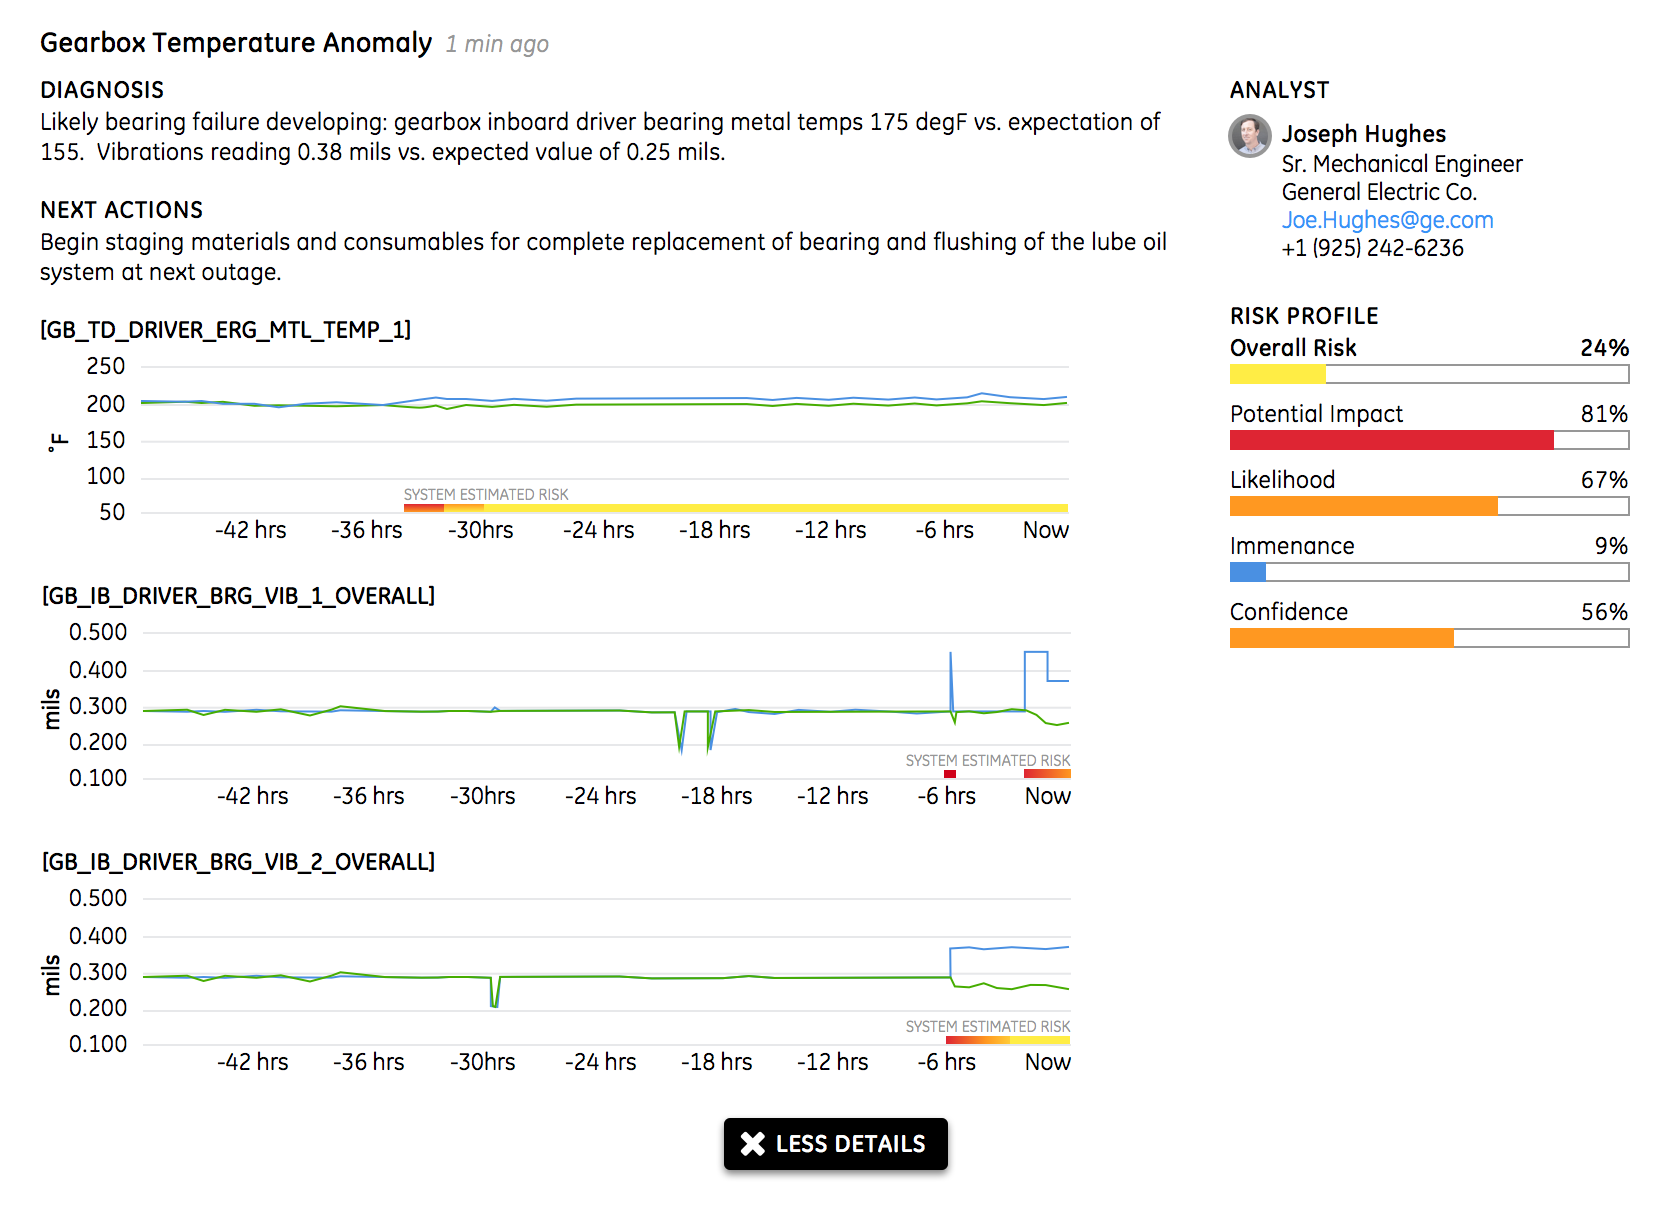 Gearbox Temperature Anomaly 1 min ago
DIAGNOSIS
Likely bearing failure developing: gearbox inboard driver bearing metal temps 175 degF vs. expectation of
155. Vibrations reading 0.38 mils vs. expected value of 0.25 mils.
NEXT ACTIONS
Begin staging materials and consumables for complete replacement of bearing and flushing of the lube oil
system at next outage.
[GB_TD_DRIVER_ERG_MTL_TEMP_1]
250
200
°F
150
100
SYSTEM ESTIMATED RISK
50
-42 hrs -36 hrs -30hrs -24 hrs -18 hrs -12 hrs -6 hrs Now
[GB_IB_DRIVER_BRG_VIB_1_OVERALL]
0.500
0.400
0.300
mils
0.200
SYSTEM ESTIMATED RISK
0.100
-42 hrs -36 hrs -30hrs -24 hrs -18 hrs -12 hrs -6 hrs Now
[GB_IB_DRIVER_BRG_VIB_2_OVERALL]
0.500
0.400
0.300
mils
0.200
SYSTEM ESTIMATED RISK
0.100
-42 hrs -36 hrs -30hrs -24 hrs -18 hrs -12 hrs -6 hrs Now
ANALYST
Joseph Hughes
Sr. Mechanical Engineer
General Electric Co.
Joe.Hughes@ge.com
+1 (925) 242-6236
RISK PROFILE
Overall Risk 24%
Potential Impact 81%
Likelihood 67%
Immenance 9%
Confidence 56%
LESS DETAILS